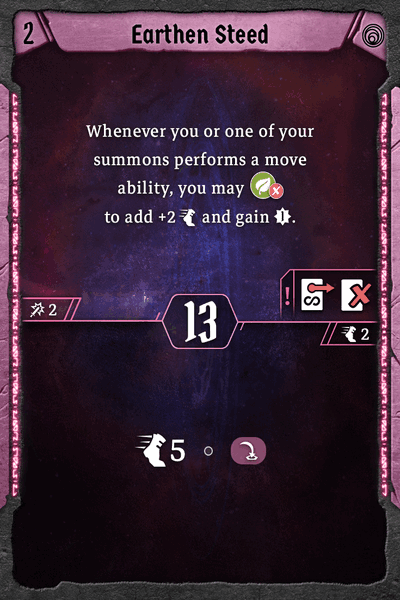 2
Earthen Steed
Whenever you or one of your
summons performs a move
ability, you may
to add +2 and gain .
2
13
!
2
5